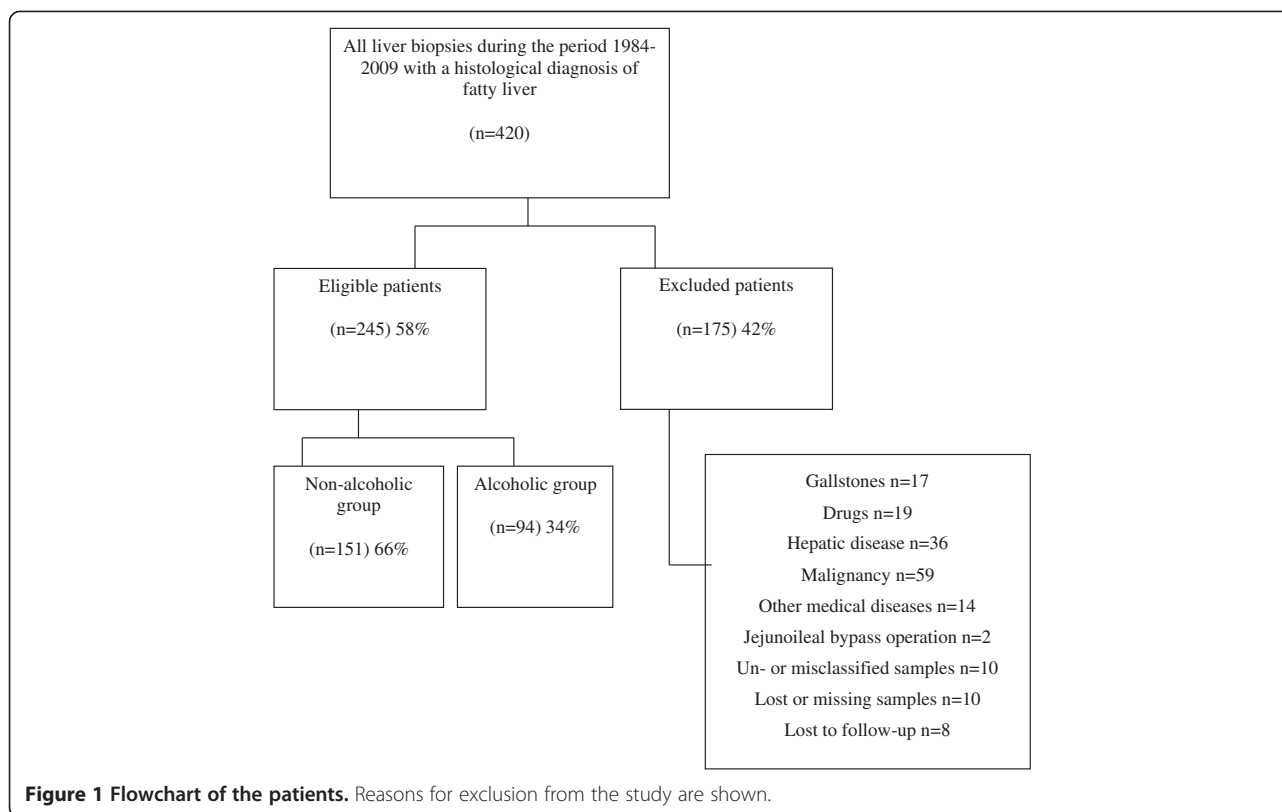 All liver biopsies during the period 1984-
2009 with a histological diagnosis of
fatty liver
(n=420)
Eligible patients
(n=245) 58%
Excluded patients
(n=175) 42%
Non-alcoholic
group
(n=151) 66%
Alcoholic group
(n=94) 34%
Gallstones n=17
Drugs n=19
Hepatic disease n=36
Malignancy n=59
Other medical diseases n=14
Jejunoileal bypass operation n=2
Un- or misclassified samples n=10
Lost or missing samples n=10
Lost to follow-up n=8
Figure 1 Flowchart of the patients. Reasons for exclusion from the study are shown.